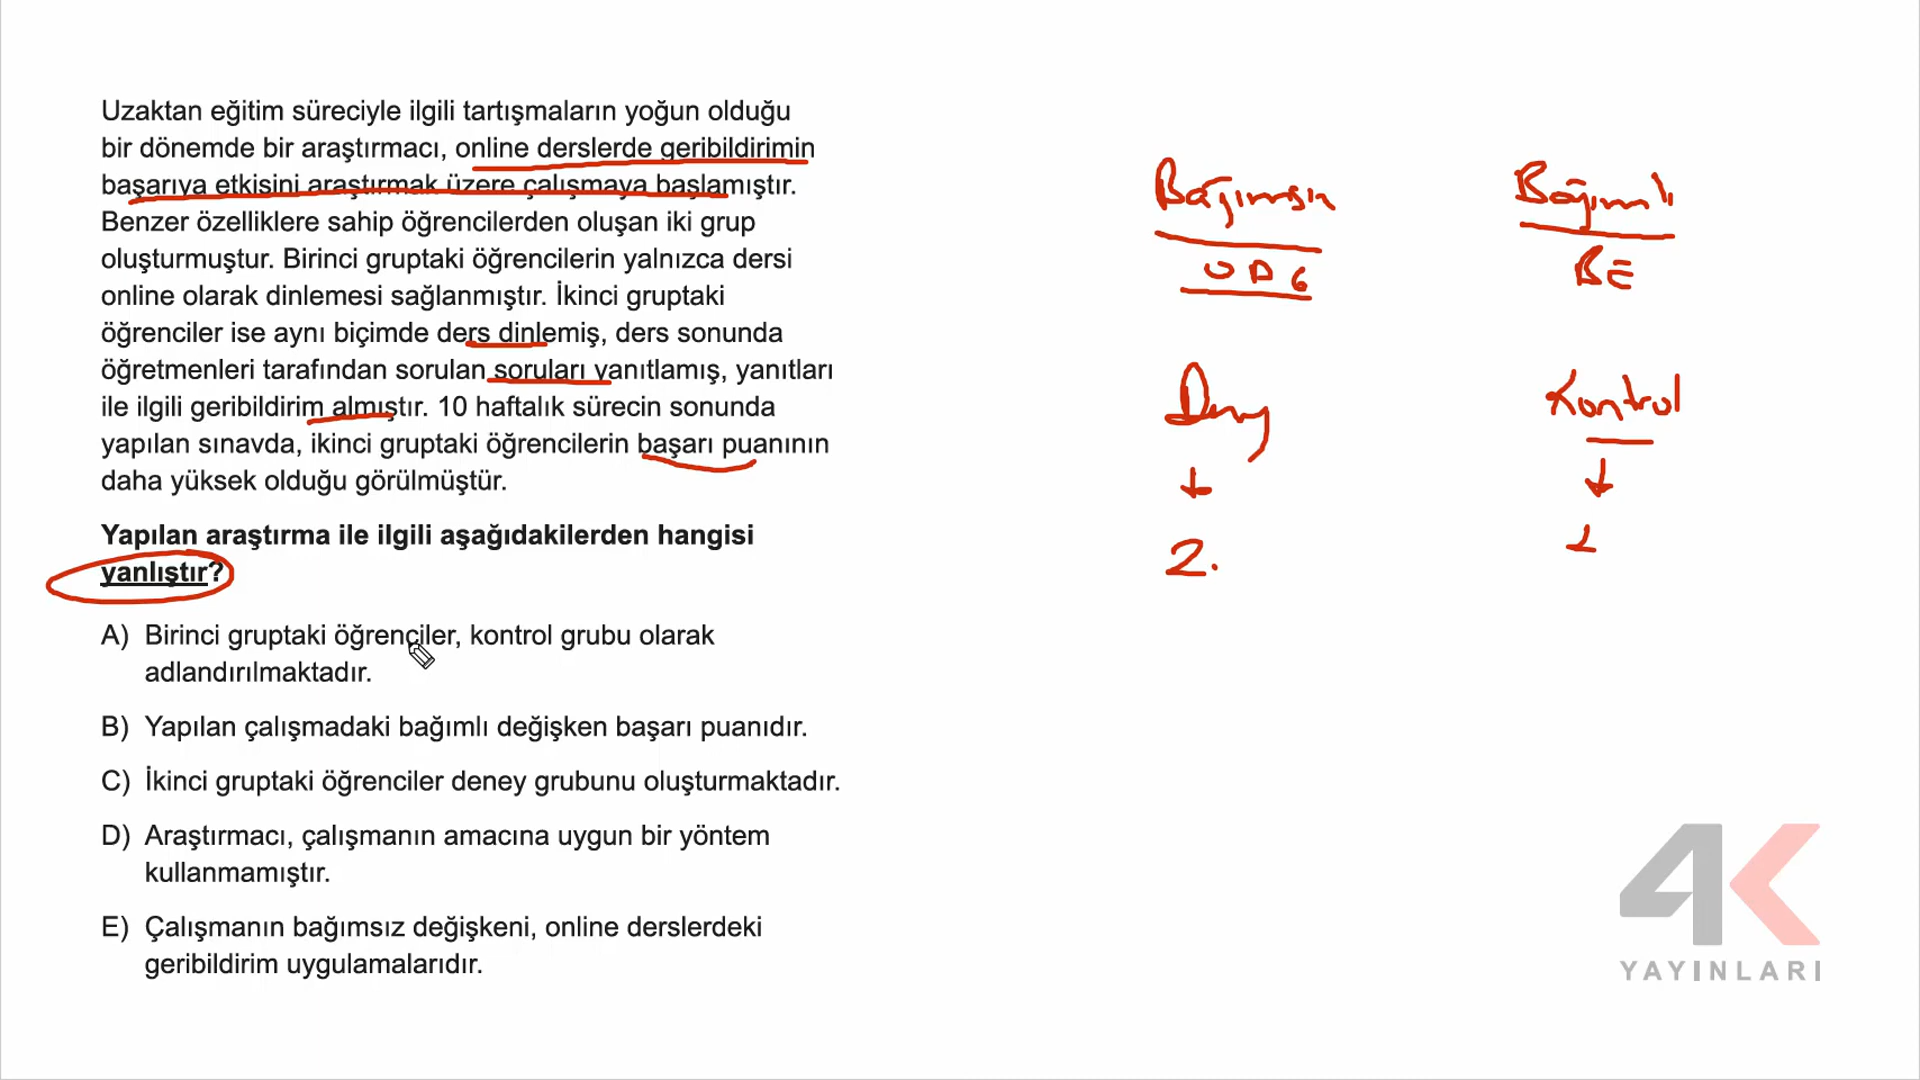 Uzaktan eğitim süreciyle ilgili tartışmaların yoğun olduğu
bir dönemde bir araştırmacı, online derslerde geribildirimin
başarıya etkisini araştırmak üzere çalışmaya başlamıştır.
Benzer özelliklere sahip öğrencilerden oluşan iki grup
oluşturmuştur. Birinci gruptaki öğrencilerin yalnızca dersi
online olarak dinlemesi sağlanmıştır. İkinci gruptaki
öğrenciler ise aynı biçimde ders dinlemiş, ders sonunda
öğretmenleri tarafından sorulan soruları yanıtlamış, yanıtları
ile ilgili geribildirim almıştır. 10 haftalık sürecin sonunda
yapılan sınavda, ikinci gruptaki öğrencilerin başarı puanının
daha yüksek olduğu görülmüştür.
Yapılan araştırma ile ilgili aşağıdakilerden hangisi
yanlıştır?
A) Birinci gruptaki öğrenciler, kontrol grubu olarak
adlandırılmaktadır.
B) Yapılan çalışmadaki bağımlı değişken başarı puanıdır.
C) İkinci gruptaki öğrenciler deney grubunu oluşturmaktadır.
D) Araştırmacı, çalışmanın amacına uygun bir yöntem
kullanmamıştır.
E) Çalışmanın bağımsız değişkeni, online derslerdeki
geribildirim uygulamalarıdır.
Bağımsız
ODG
Deney
2.
Bağımlı
BE
Kontrol
1
4K
YAYINLARI